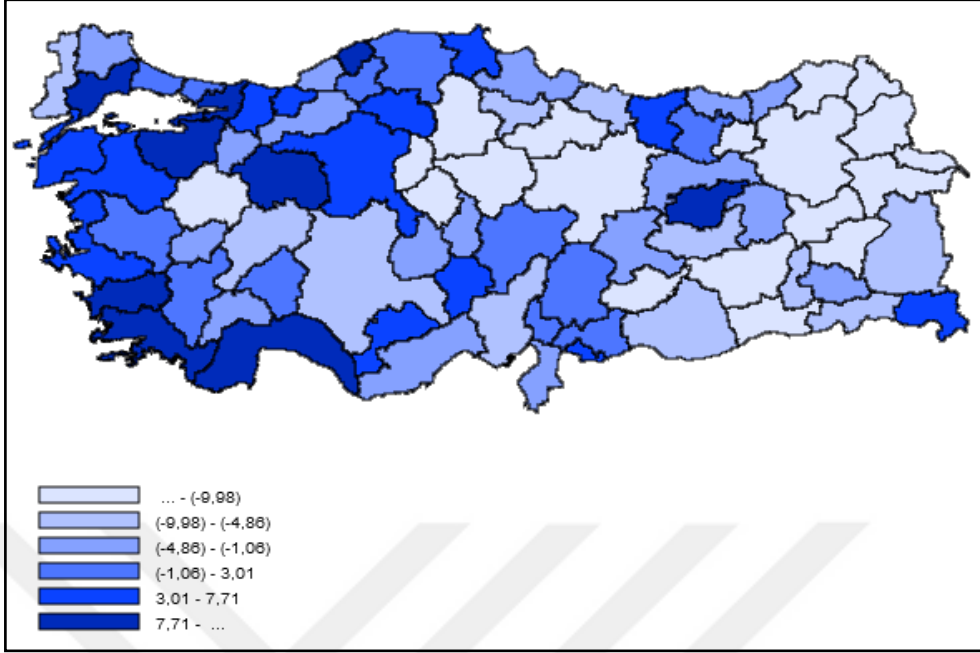 ... - (-9,98)
(-9,98) - (-4,86)
(-4,86) - (-1,06)
(-1,06) - 3,01
3,01 - 7,71
7,71 - ...